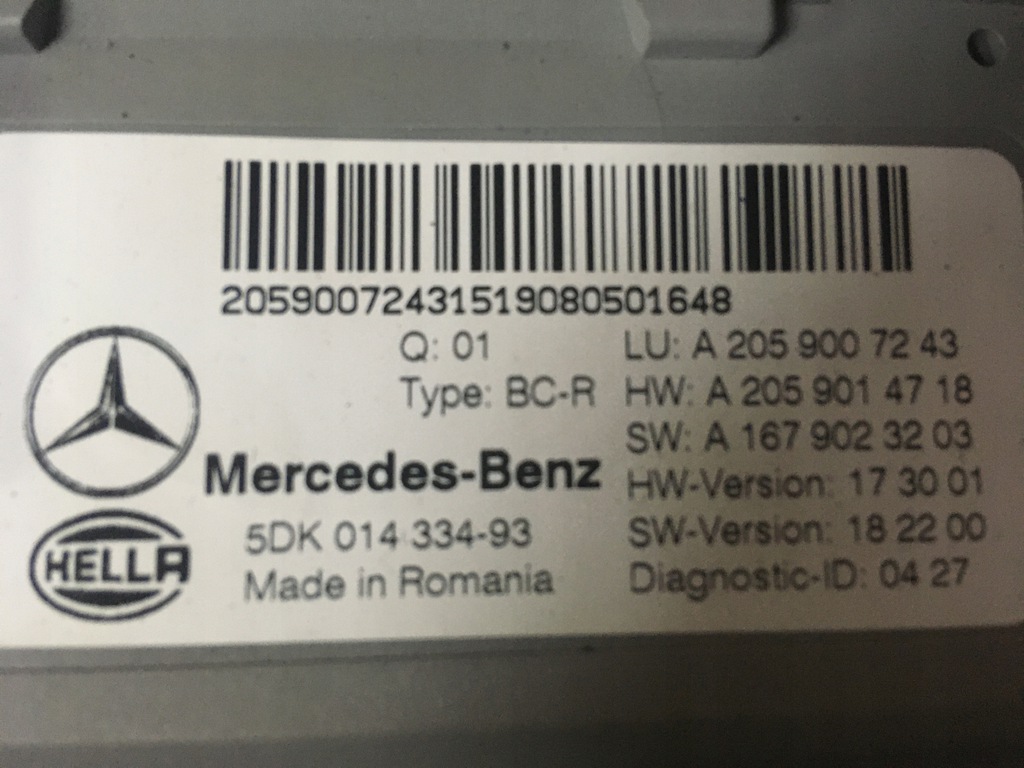 2059007243151908050​1648
Q: 01
LU: A 205 900 72 43
Type: BC-R
HW: A 205 901 47 18
SW: A 167 902 32 03
Mercedes-Benz
HW-Version: 17 30 01
5DK 014 334-93
SW-Version: 18 22 00
HELLA
Made in Romania
Diagnostic-ID: 04 27